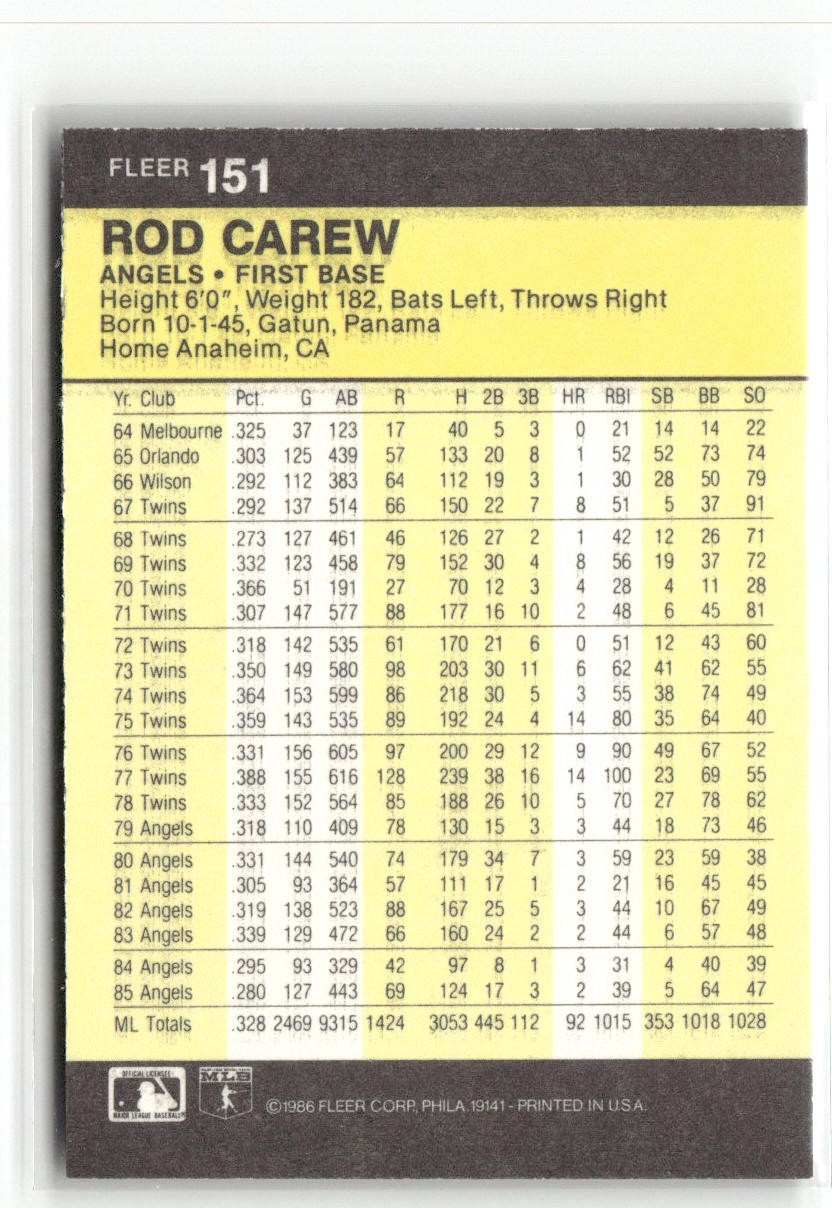 FLEER 151
ROD CAREW
ANGELS • FIRST BASE
Height 6'0", Weight 182, Bats Left, Throws Right
Born 10-1-45, Gatun, Panama
Home Anaheim, CA
Yr. Club Pct. G AB R H 2B 3B HR RBI SB BB SO
64 Melbourne .325 37 123 17 40 5 3 0 21 14 14 22
65 Orlando .303 125 439 57 133 20 8 1 52 52 73 74
66 Wilson .292 112 383 64 112 19 3 1 30 28 50 79
67 Twins .292 137 514 66 150 22 7 8 51 5 37 91
68 Twins .273 127 461 46 126 27 2 1 42 12 26 71
69 Twins .332 123 458 79 152 30 4 8 56 19 37 72
70 Twins .366 51 191 27 70 12 3 4 28 4 11 28
71 Twins .307 147 577 88 177 16 10 2 48 6 45 81
72 Twins .318 142 535 61 170 21 6 0 51 12 43 60
73 Twins .350 149 580 98 203 30 11 6 62 41 62 55
74 Twins .364 153 599 86 218 30 5 3 55 38 74 49
75 Twins .359 143 535 89 192 24 4 14 80 35 64 40
76 Twins .331 156 605 97 200 29 12 9 90 49 67 52
77 Twins .388 155 616 128 239 38 16 14 100 23 69 55
78 Twins .333 152 564 85 188 26 10 5 70 27 78 62
79 Angels .318 110 409 78 130 15 3 3 44 18 73 46
80 Angels .331 144 540 74 179 34 7 3 59 23 59 38
81 Angels .305 93 364 57 111 17 1 2 21 16 45 45
82 Angels .319 138 523 88 167 25 5 3 44 10 67 49
83 Angels .339 129 472 66 160 24 2 2 44 6 57 48
84 Angels .295 93 329 42 97 8 1 3 31 4 40 39
85 Angels .280 127 443 69 124 17 3 2 39 5 64 47
ML Totals .328 2469 9315 1424 3053 445 112 92 1015 353 1018 1028
OFFICIAL LICENSEE
MAJOR LEAGUE BASEBALL
MLB
©1986 FLEER CORP, PHILA. 19141 - PRINTED IN U.S.A.